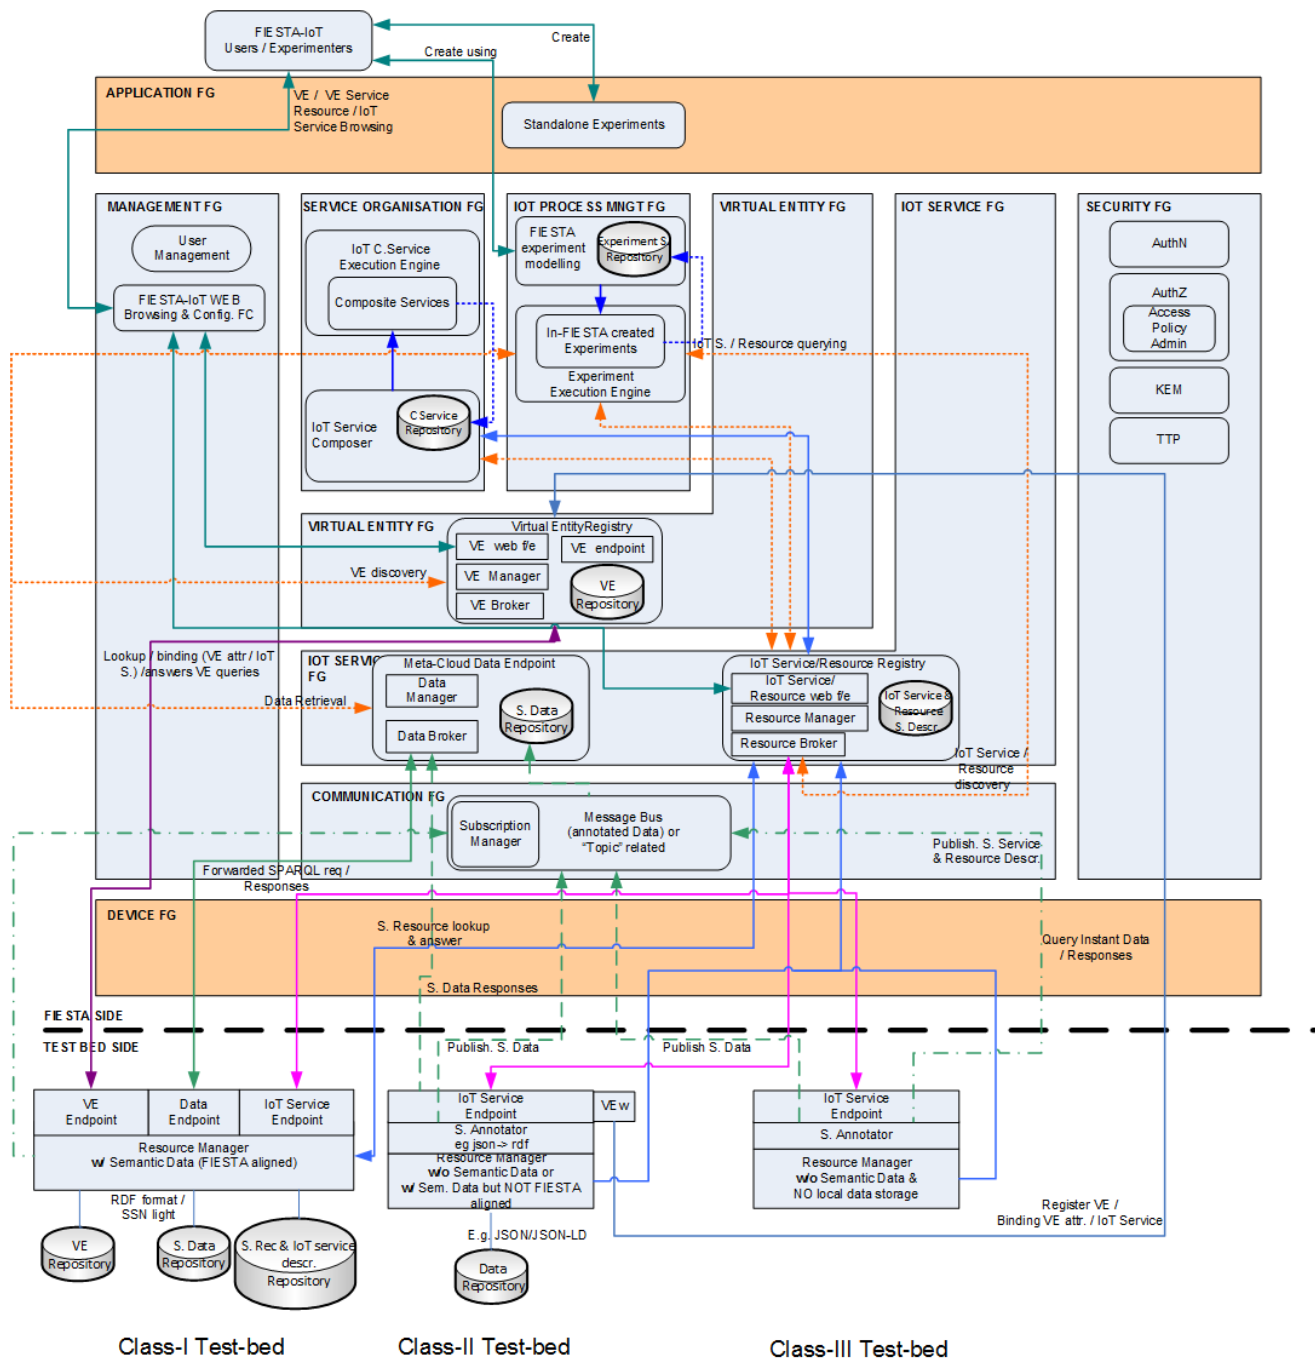 FIESTA-IoT
Users / Experimenters
Create
Create using
APPLICATION FG
VE / VE Service
Resource / IoT
Service Browsing
Standalone Experiments
MANAGEMENT FG
User
Management
FIESTA-IoT WEB
Browsing & Config. FC
SERVICE ORGANISATION FG
IoT C.Service
Execution Engine
Composite Services
IoT Service
Composer
CService
Repository
IOT PROCESS MNGT FG
FIESTA
experiment
modelling
Experiment S.
Repository
In-FIESTA created
Experiments
Experiment
Execution Engine
VIRTUAL ENTITY FG
IoT S. / Resource querying
IOT SERVICE FG
SECURITY FG
AuthN
AuthZ
Access
Policy
Admin
KEM
TTP
VIRTUAL ENTITY FG
Virtual EntityRegistry
VE web f/e
VE endpoint
VE Manager
VE Broker
VE
Repository
VE discovery
Lookup / binding (VE attr / IoT
S.) /answers VE queries
Data Retrieval
IOT SERVICE
FG
Meta-Cloud Data Endpoint
Data
Manager
Data Broker
S. Data
Repository
IoT Service/Resource Registry
IoT Service/
Resource web f/e
Resource Manager
Resource Broker
IoT Service &
Resource
S. Descr.
IoT Service /
Resource
discovery
COMMUNICATION FG
Subscription
Manager
Message Bus
(annotated Data) or
"Topic" related
Publish. S. Service
& Resource Descr.
Forwarded SPARQL req /
Responses
DEVICE FG
S. Resource lookup
& answer
Query Instant Data
/ Responses
S. Data Responses
FIESTA SIDE
TEST BED SIDE
Publish. S. Data
Publish S. Data
VE
Endpoint
Data
Endpoint
IoT Service
Endpoint
Resource Manager
w/ Semantic Data (FIESTA aligned)
RDF format /
SSN light
VE
Repository
S. Data
Repository
S. Rec & IoT service
descr.
Repository
IoT Service
Endpoint
VEw
S. Annotator
eg json-> rdf
Resource Manager
w/o Semantic Data or
w/ Sem. Data but NOT FIESTA
aligned
E.g. JSON/JSON-LD
Data
Repository
IoT Service
Endpoint
S. Annotator
Resource Manager
w/o Semantic Data &
NO local data storage
Register VE /
Binding VE attr. / IoT Service
Class-I Test-bed
Class-II Test-bed
Class-III Test-bed